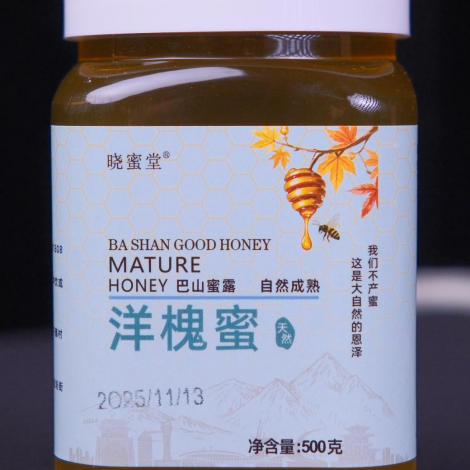 晓蜜堂®
BA SHAN GOOD HONEY
MATURE
HONEY 巴山蜜露 自然成熟
洋槐蜜
天然
我们不产蜜
这是大自然的恩泽
2025/11/13
净含量:500克